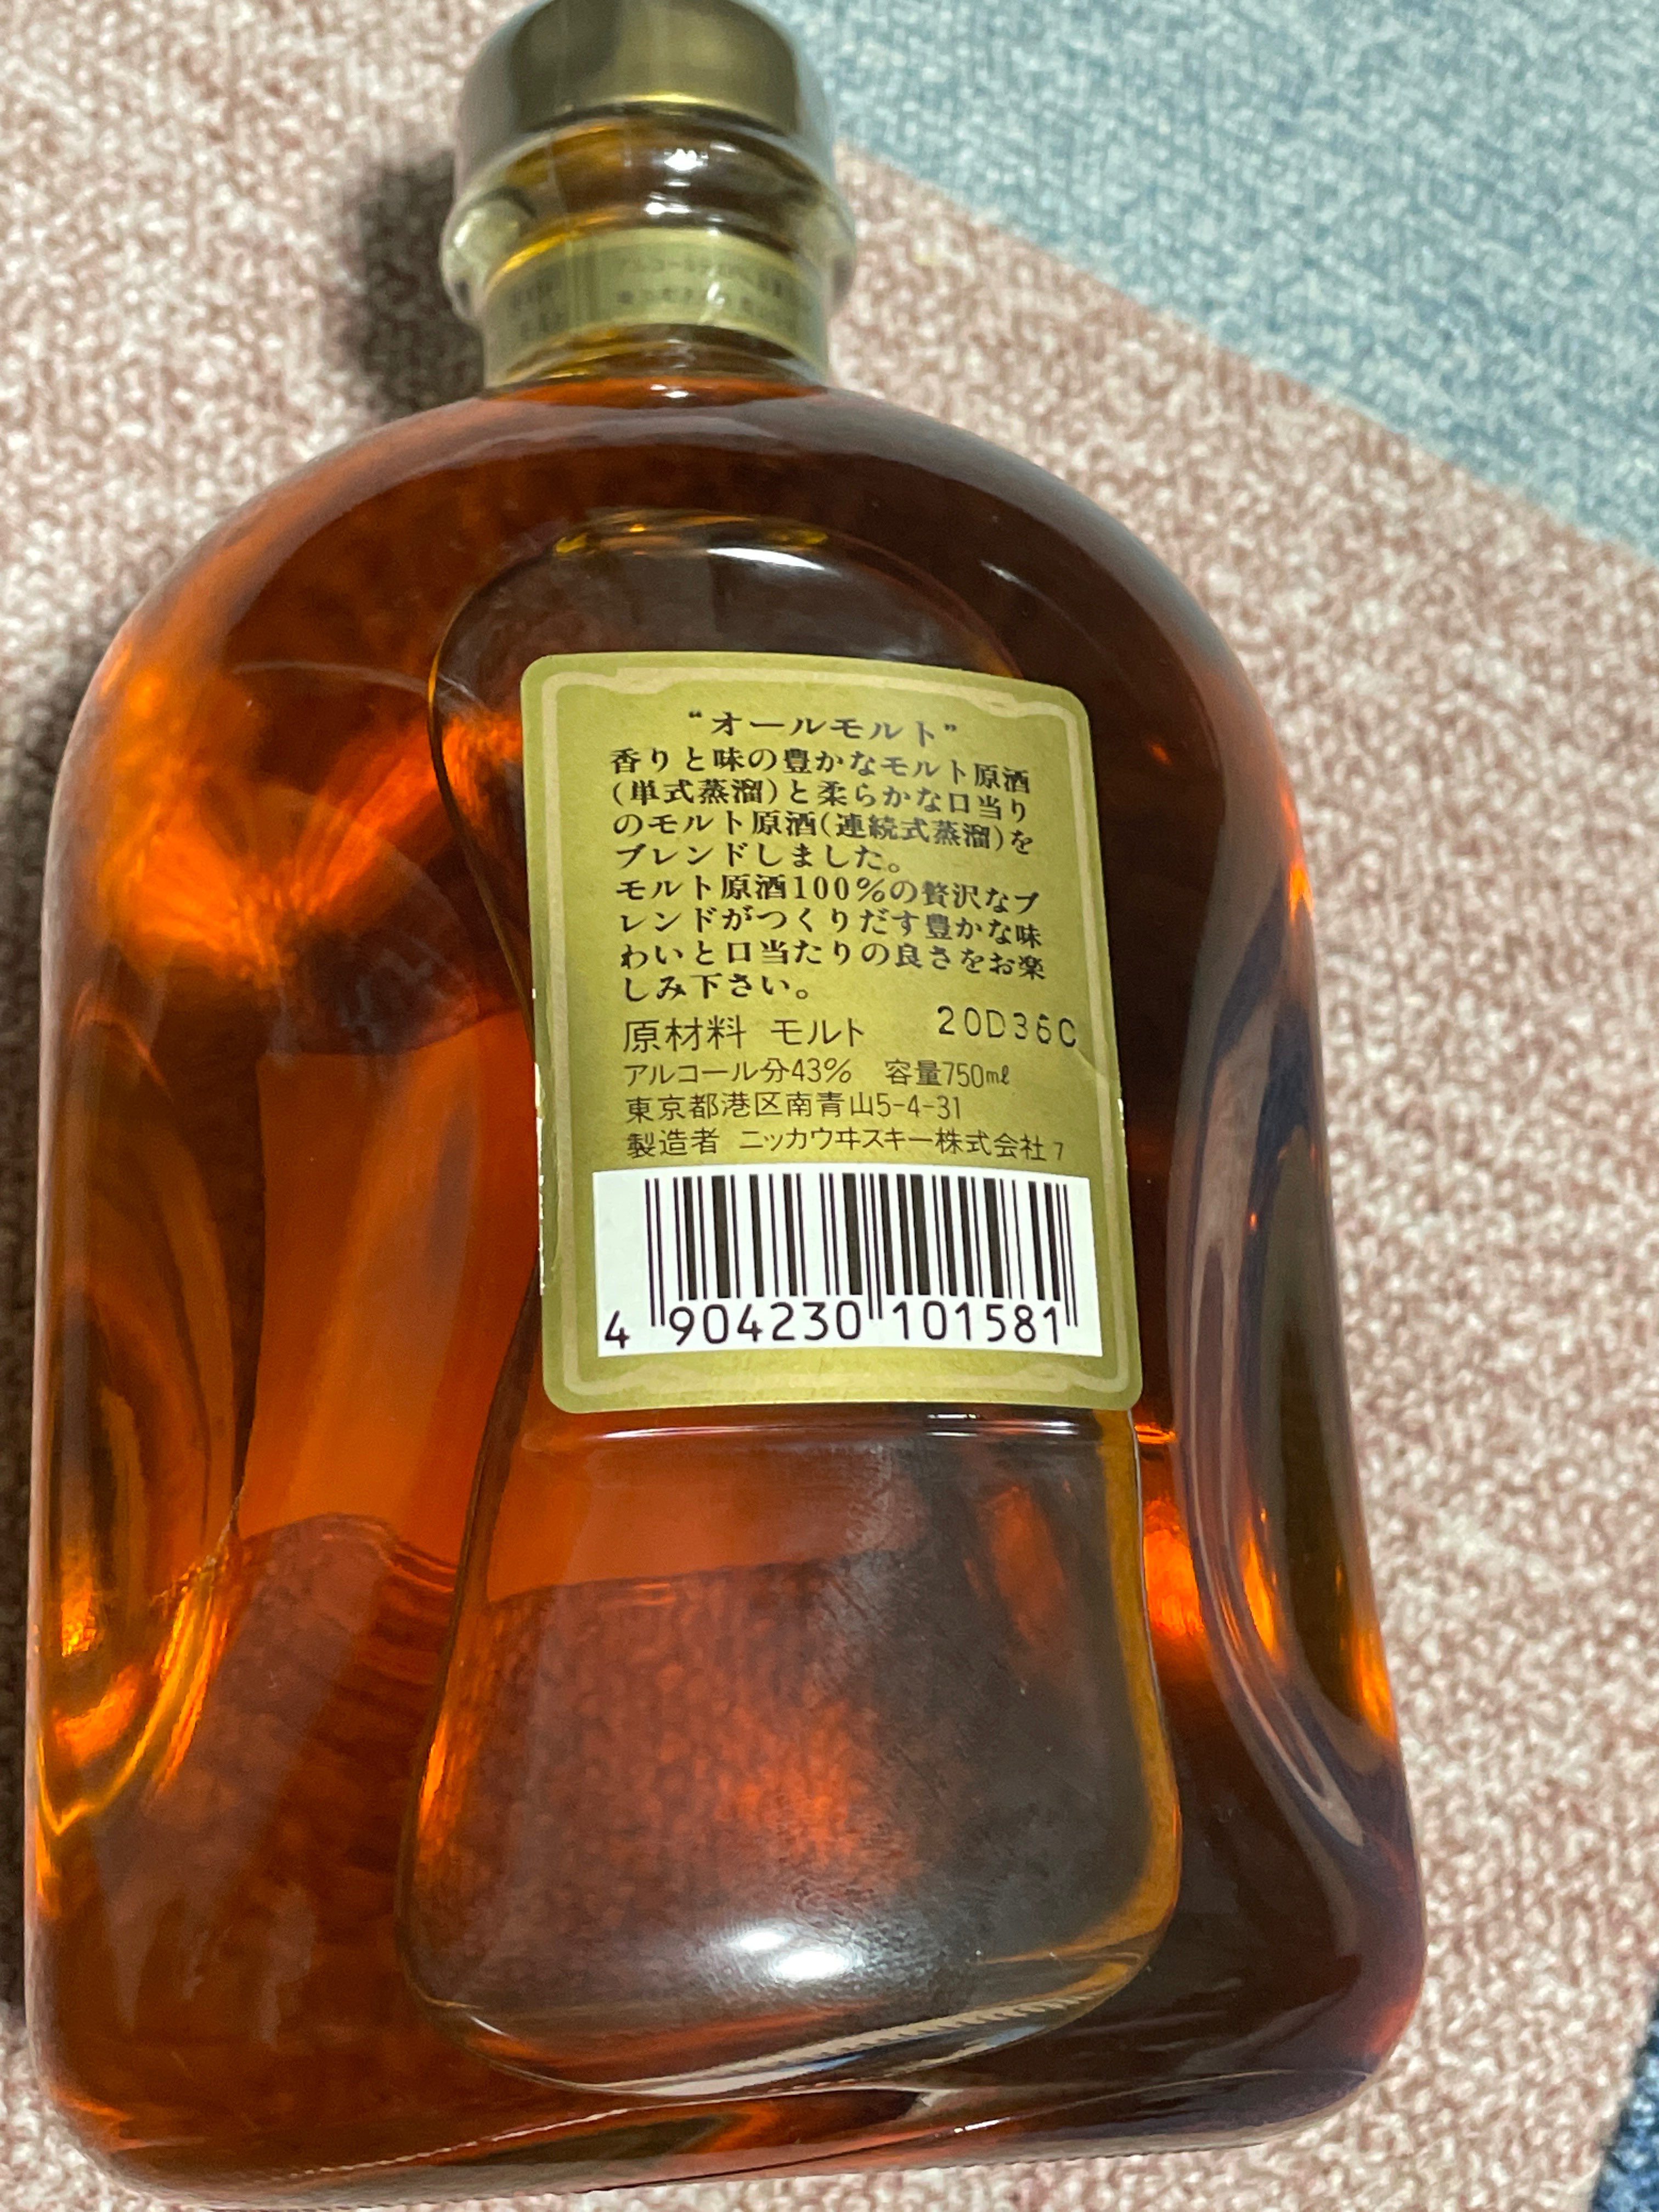 “オールモルト”
香りと味の豊かなモルト原酒
(単式蒸溜)と柔らかな口当り
のモルト原酒(連続式蒸溜)を
ブレンドしました。
モルト原酒100%の贅沢なブ
レンドがつくりだす豊かな味
わいと口当たりの良さをお楽
しみ下さい。
原材料 モルト 20D36C
アルコール分43% 容量750ml
東京都港区南青山5-4-31
製造者 ニッカウヰスキー株式会社 7
4 904230 101581